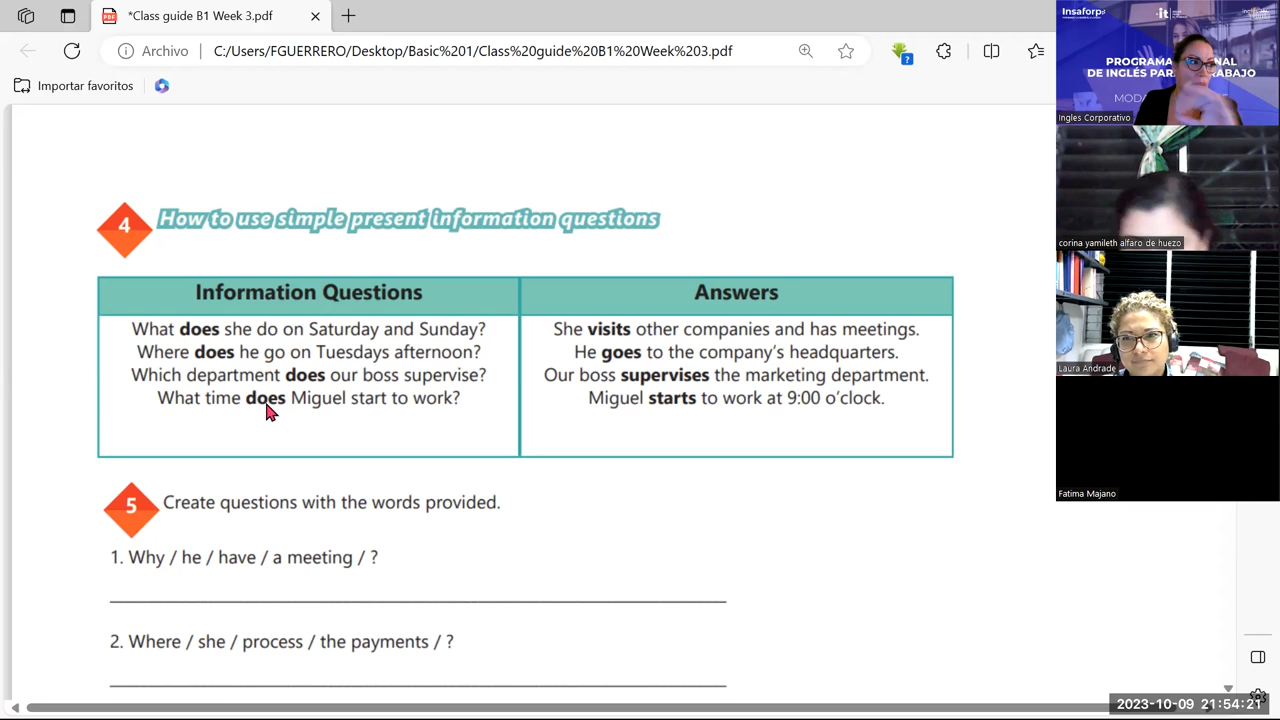 *Class guide B1 Week 3.pdf
Archivo
C:/Users/FGUERRERO/Desktop/Basic%201/Class%20guide%20B1%20Week%203.pdf
Importar favoritos
4
How to use simple present information questions
Information Questions
Answers
What does she do on Saturday and Sunday?
She visits other companies and has meetings.
Where does he go on Tuesdays afternoon?
He goes to the company's headquarters.
Which department does our boss supervise?
Our boss supervises the marketing department.
What time does Miguel start to work?
Miguel starts to work at 9:00 o'clock.
5
Create questions with the words provided.
1. Why / he / have / a meeting / ?
2. Where / she / process / the payments / ?
Insaforp
PROGRAMA
NAL
DE INGLÉS PAR
RABAJO
MODA
Ingles Corporativo
corina yamileth alfaro de huezo
Laura Andrade
Fatima Majano
2023-10-09 21:54:21